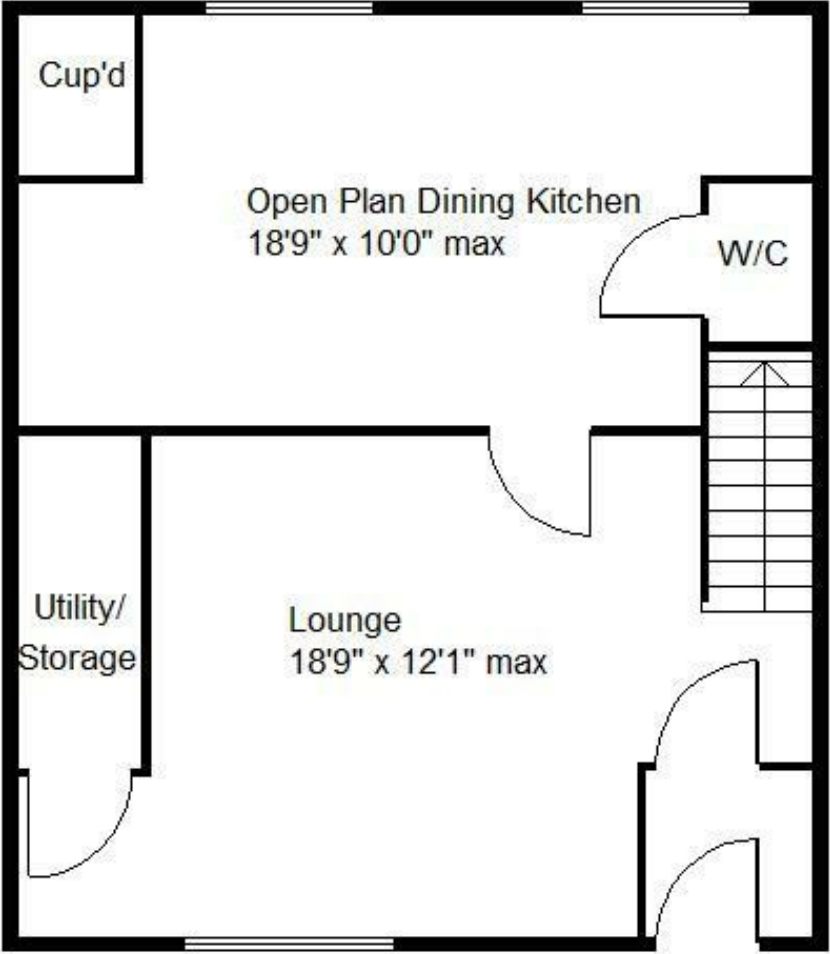 Cup'd
Open Plan Dining Kitchen
18'9" x 10'0" max
W/C
Utility/
Storage
Lounge
18'9" x 12'1" max